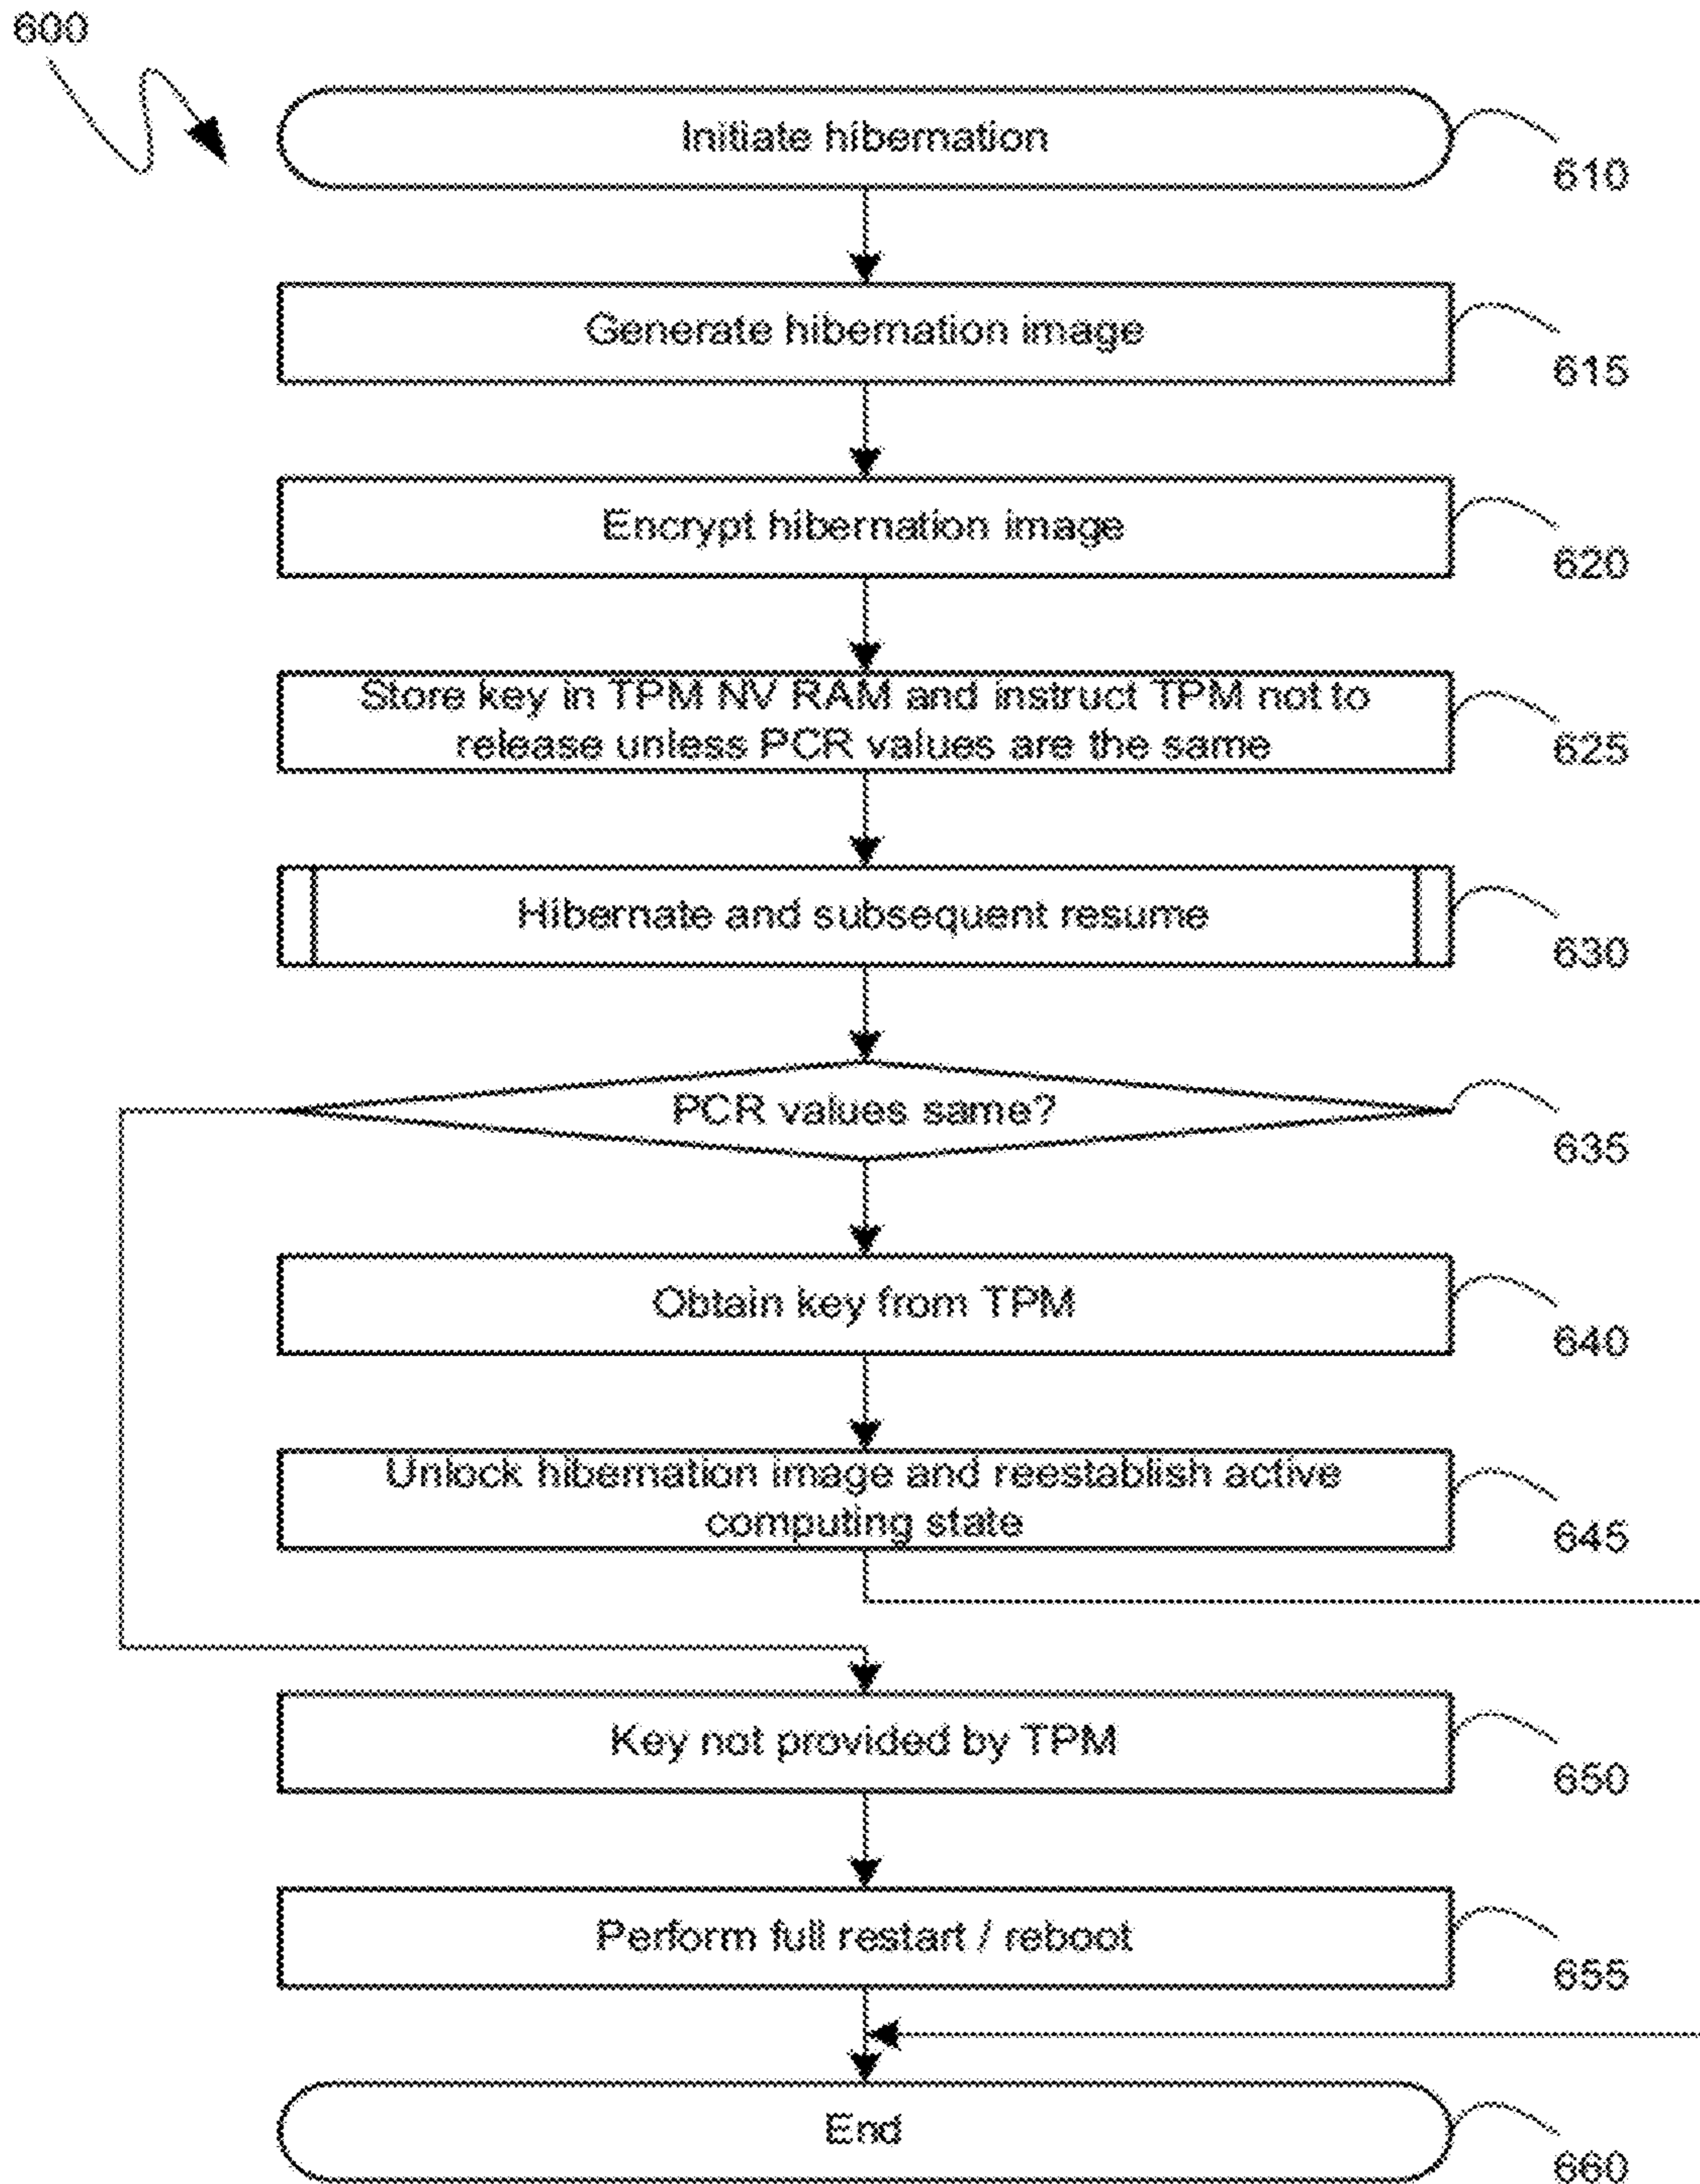 600
Initiate hibernation
610
Generate hibernation image
615
Encrypt hibernation image
620
Store key in TPM NV RAM and instruct TPM not to
release unless PCR values are the same
625
Hibernate and subsequent resume
630
PCR values same?
635
Obtain key from TPM
640
Unlock hibernation image and reestablish active
computing state
645
Key not provided by TPM
650
Perform full restart / reboot
655
End
660